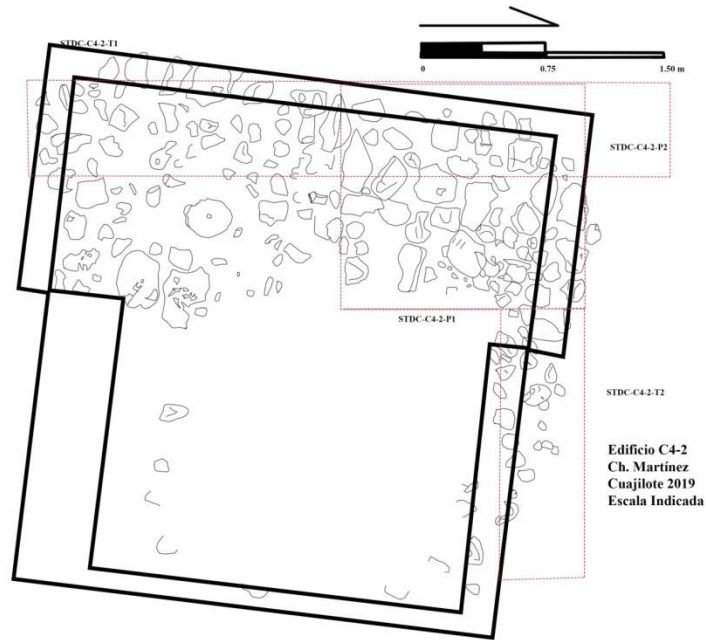 STDC-C4-2-T1
0 0.75 1.50 m
STDC-C4-2-P2
STDC-C4-2-P1
STDC-C4-2-T2
Edificio C4-2
Ch. Martínez
Cuajilote 2019
Escala Indicada